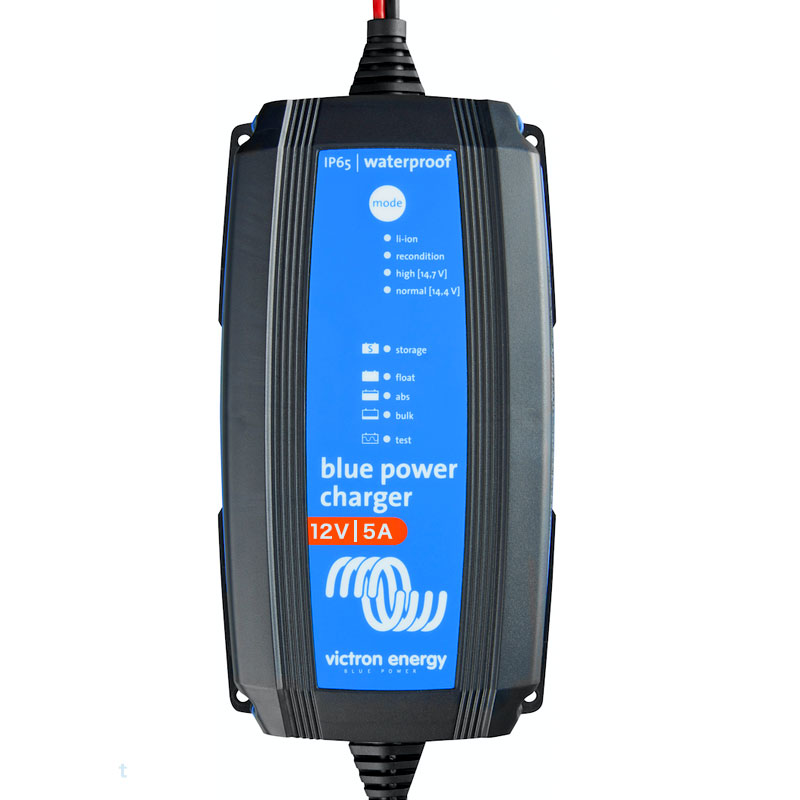 IP65 | waterproof
mode
li-ion
recondition
high [14,7 V]
normal [14,4 V]
S storage
float
abs
bulk
test
blue power
charger
12V|5A
victron energy
BLUE POWER
t